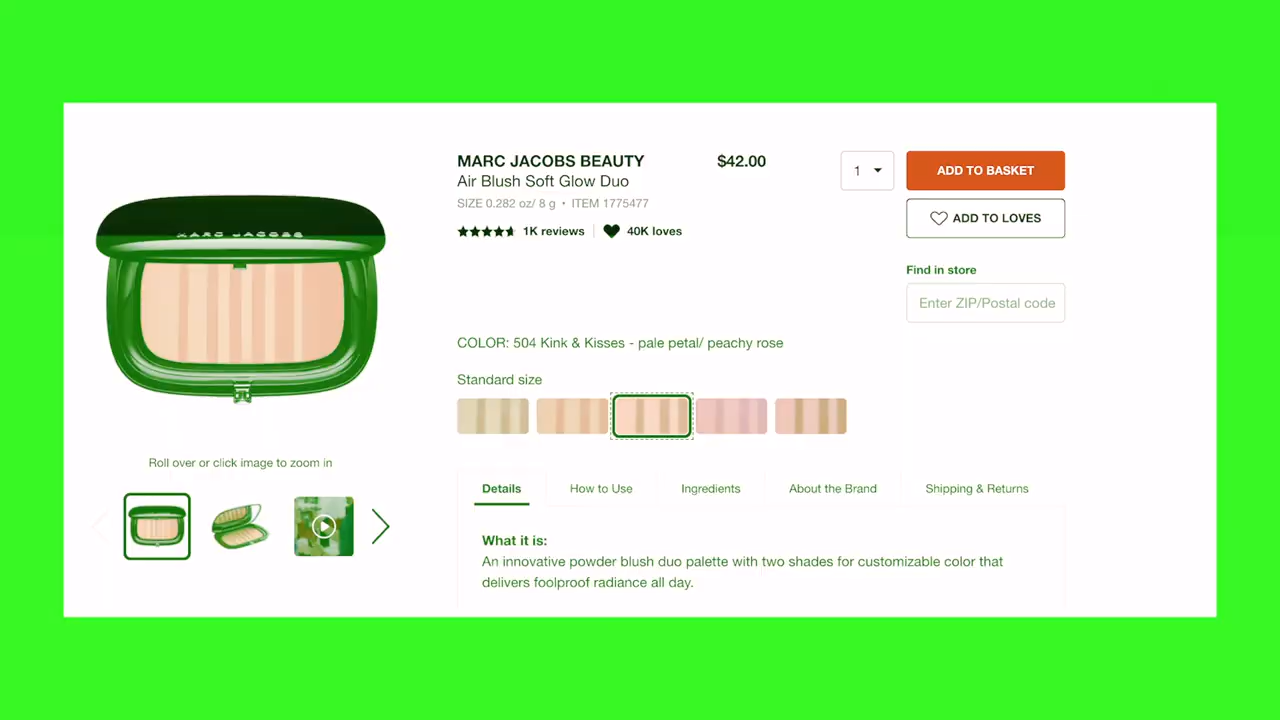 MARC JACOBS BEAUTY
$42.00
1
ADD TO BASKET
Air Blush Soft Glow Duo
SIZE 0.282 oz/ 8 g • ITEM 1775477
ADD TO LOVES
1K reviews
40K loves
MARC JACOBS
Find in store
Enter ZIP/Postal code
COLOR: 504 Kink & Kisses - pale petal/ peachy rose
Standard size
Roll over or click image to zoom in
Details
How to Use
Ingredients
About the Brand
Shipping & Returns
What it is:
An innovative powder blush duo palette with two shades for customizable color that
delivers foolproof radiance all day.